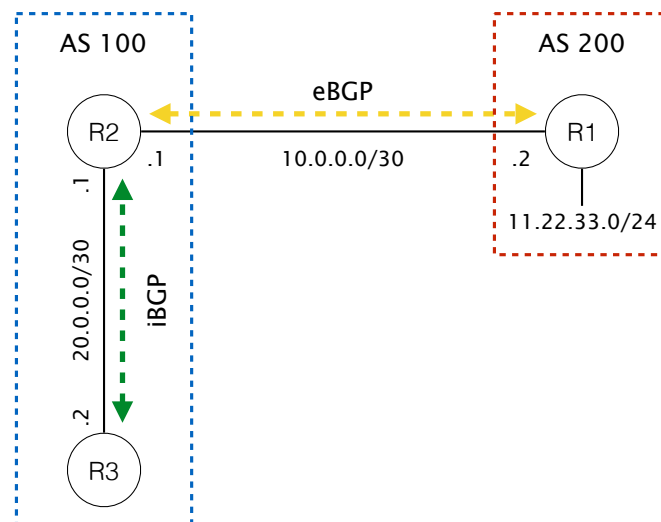 AS 100
AS 200
eBGP
R2
R1
.1
10.0.0.0/30
.2
.1
11.22.33.0/24
20.0.0.0/30
iBGP
.2
R3